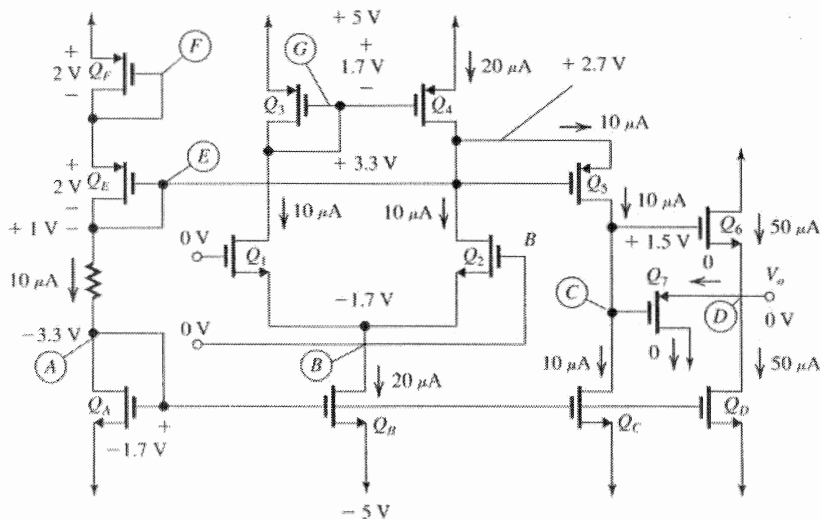 + 5 V
F
G
+
1.7 V
−
+
2 V
−
Q_F
20 μA
+ 2.7 V
Q_3
Q_4
10 μA
E
+
2 V
−
Q_E
+ 3.3 V
Q_5
+ 1 V
−
10 μA
10 μA
10 μA
B
0 V
Q_1
Q_2
+ 1.5 V
Q_6
50 μA
0
10 μA
C
Q_7
V_o
−1.7 V
D
0 V
− 3.3 V
A
0 V
B
0
20 μA
10 μA
50 μA
Q_A
+
−1.7 V
Q_B
Q_C
Q_D
− 5 V